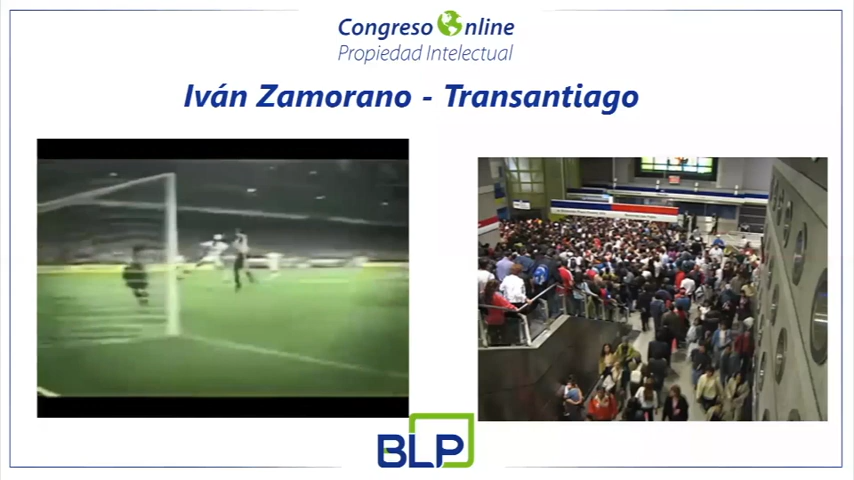 Congreso Online
Propiedad Intelectual
Iván Zamorano - Transantiago
BLP